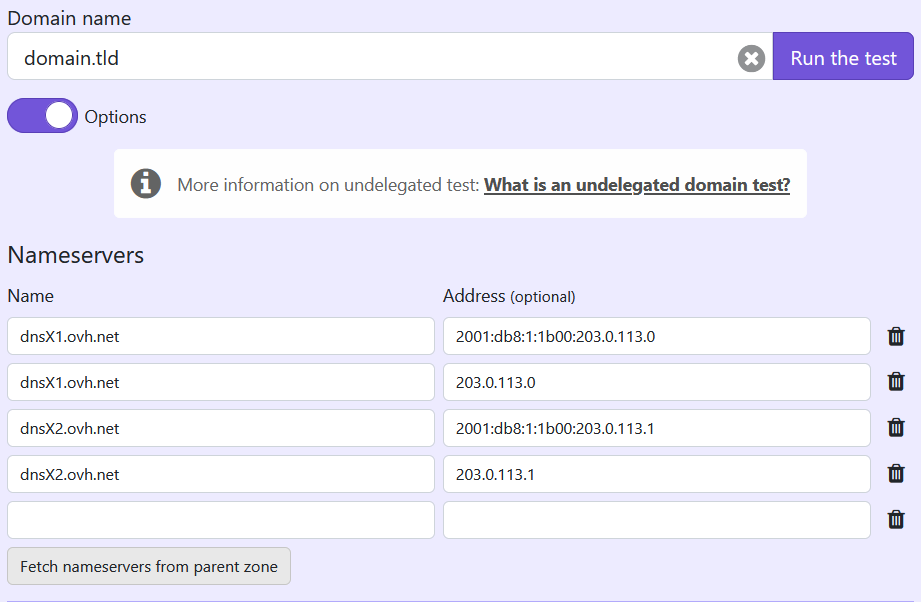 Domain name
domain.tld
Run the test
Options
More information on undelegated test: What is an undelegated domain test?
Nameservers
Name Address (optional)
dnsX1.ovh.net 2001:db8:1:1b00:203.0.113.0
dnsX1.ovh.net 203.0.113.0
dnsX2.ovh.net 2001:db8:1:1b00:203.0.113.1
dnsX2.ovh.net 203.0.113.1
Fetch nameservers from parent zone